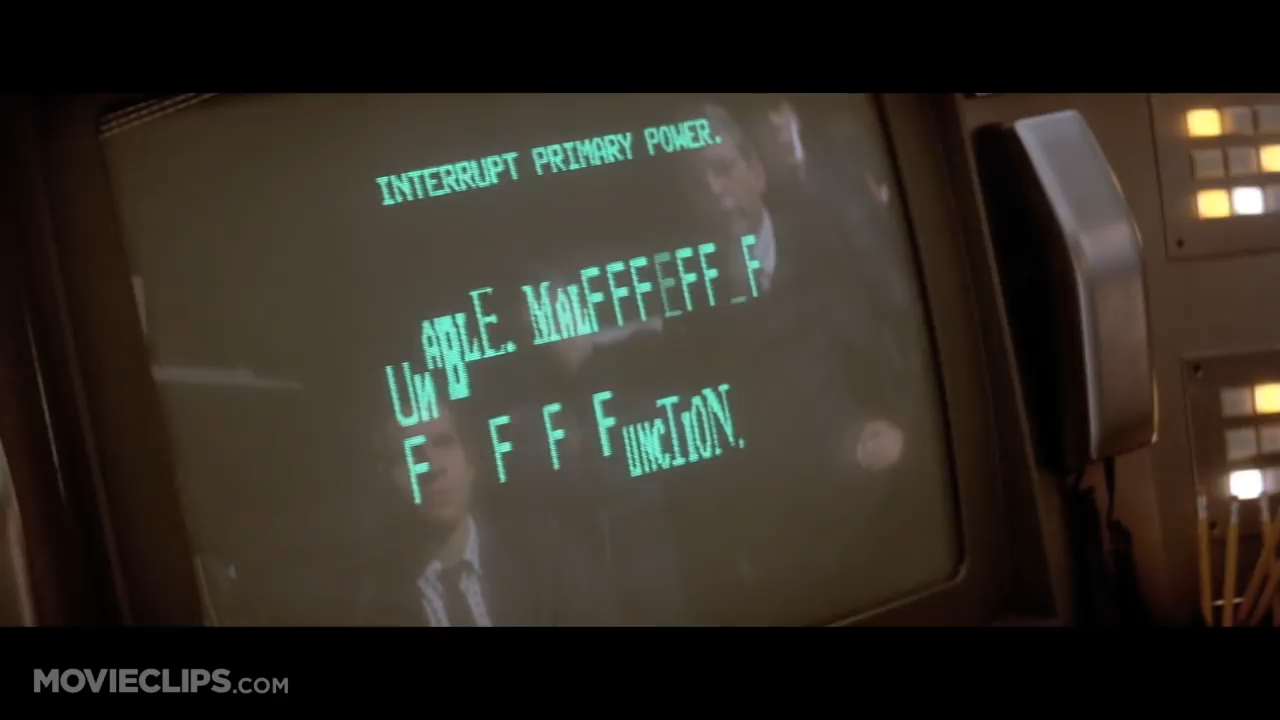 INTERRUPT PRIMARY POWER.
UNABLE. MALFFFEFF_F
F F F FUNCTION.
MOVIECLIPS.COM